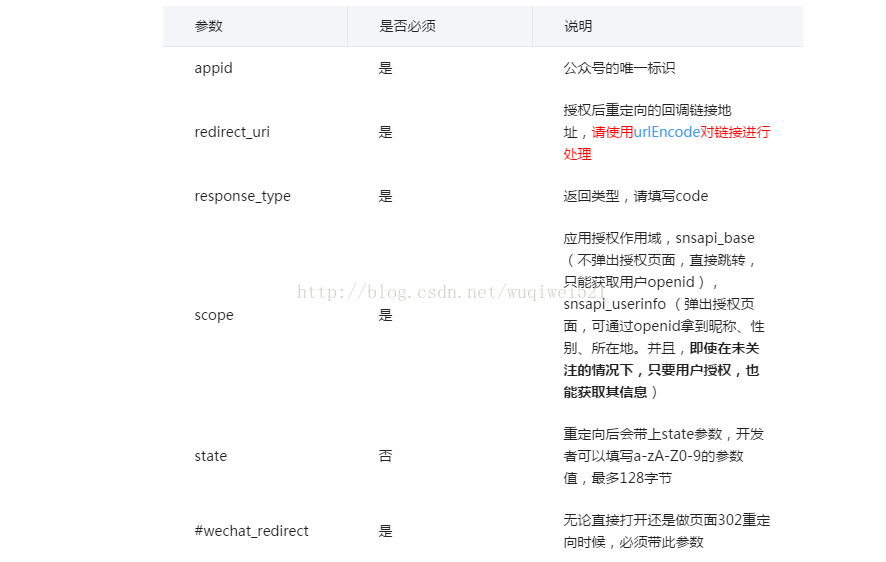 参数 是否必须 说明
appid 是 公众号的唯一标识
授权后重定向的回调链接地
redirect_uri 是 址，请使用urlEncode对链接进行
处理
response_type 是 返回类型，请填写code
应用授权作用域，snsapi_base
（不弹出授权页面，直接跳转，
只能获取用户openid），
http://blog.csdn.net/wuqiwei521
snsapi_userinfo （弹出授权页
scope 是 面，可通过openid拿到昵称、性
别、所在地。并且，即使在未关
注的情况下，只要用户授权，也
能获取其信息）
重定向后会带上state参数，开发
state 否 者可以填写a-zA-Z0-9的参数
值，最多128字节
无论直接打开还是做页面302重定
#wechat_redirect 是 向时候，必须带此参数